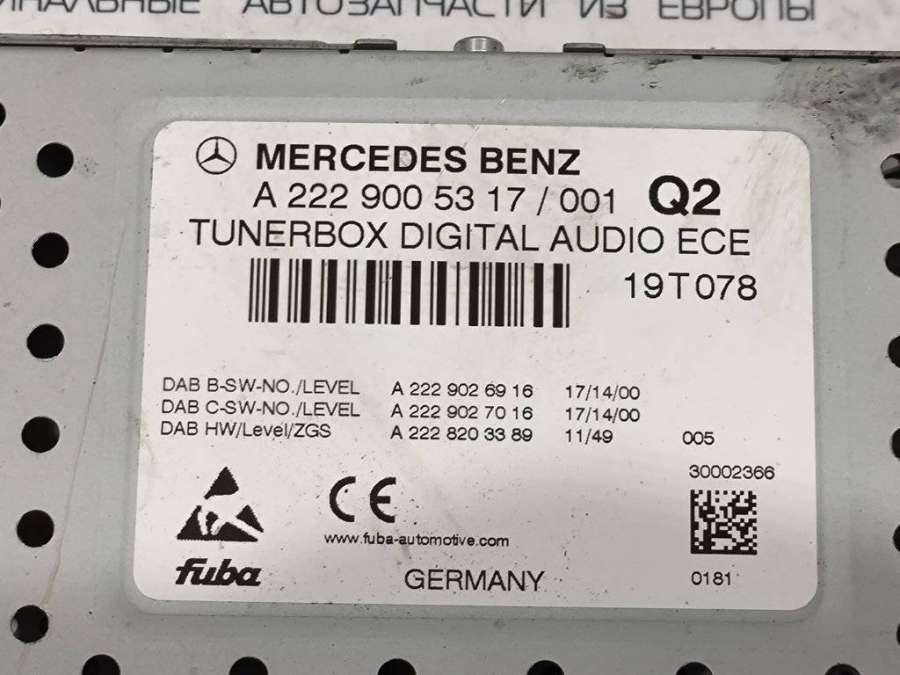 АВТОЗАПЧАСТИ ИЗ ЕВРОПЫ
MERCEDES BENZ
A 222 900 53 17 / 001 Q2
TUNERBOX DIGITAL AUDIO ECE
19T078
DAB B-SW-NO./LEVEL A 222 902 69 16 17/14/00
DAB C-SW-NO./LEVEL A 222 902 70 16 17/14/00
DAB HW/Level/ZGS A 222 820 33 89 11/49 005
30002366
CE
www.fuba-automotive.com
fuba
GERMANY
0181